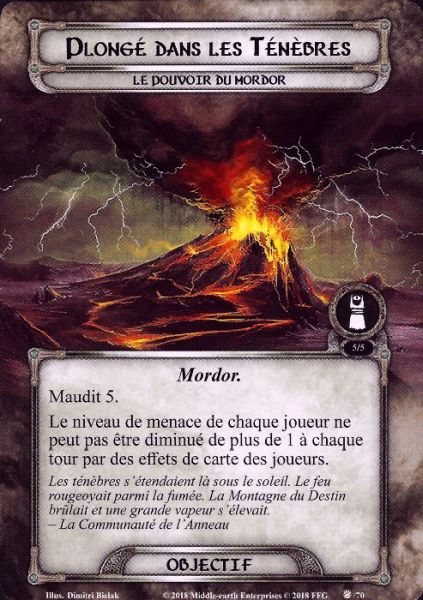 Plongé dans les Ténèbres
Le Pouvoir du Mordor
5/5
Mordor.
Maudit 5.
Le niveau de menace de chaque joueur ne
peut pas être diminué de plus de 1 à chaque
tour par des effets de carte des joueurs.
Les ténèbres s'étendaient là sous le soleil. Le feu
rougeoyait parmi la fumée. La Montagne du Destin
brûlait et une grande vapeur s'élevait.
– La Communauté de l'Anneau
Objectif
Illus. Dimitri Bielak © 2018 Middle-earth Enterprises © 2018 FFG 70